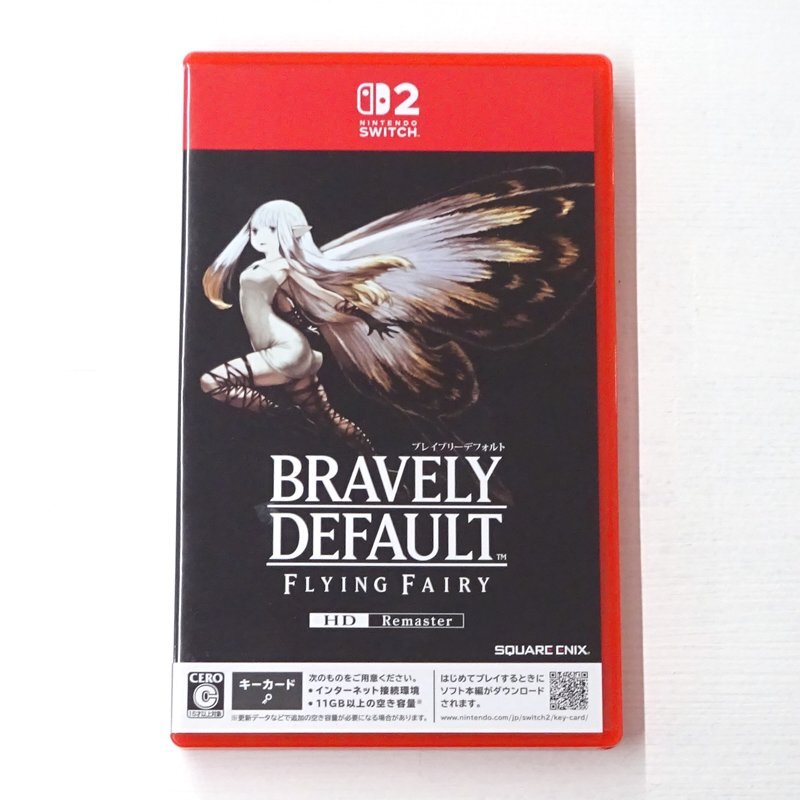 2
NINTENDO
SWITCH
ブレイブリーデフォルト
BRAVELY
DEFAULT™
FLYING FAIRY
HD Remaster
SQUARE ENIX
CERO
C
15才以上対象
キーカード
次のものをご用意ください。
•インターネット接続環境
•11GB以上の空き容量※
※更新データなどで追加の空き容量が必要になる場合があります。
はじめてプレイするときに
ソフト本編がダウンロード
されます。
www.nintendo.com/jp/switch2/key-card/